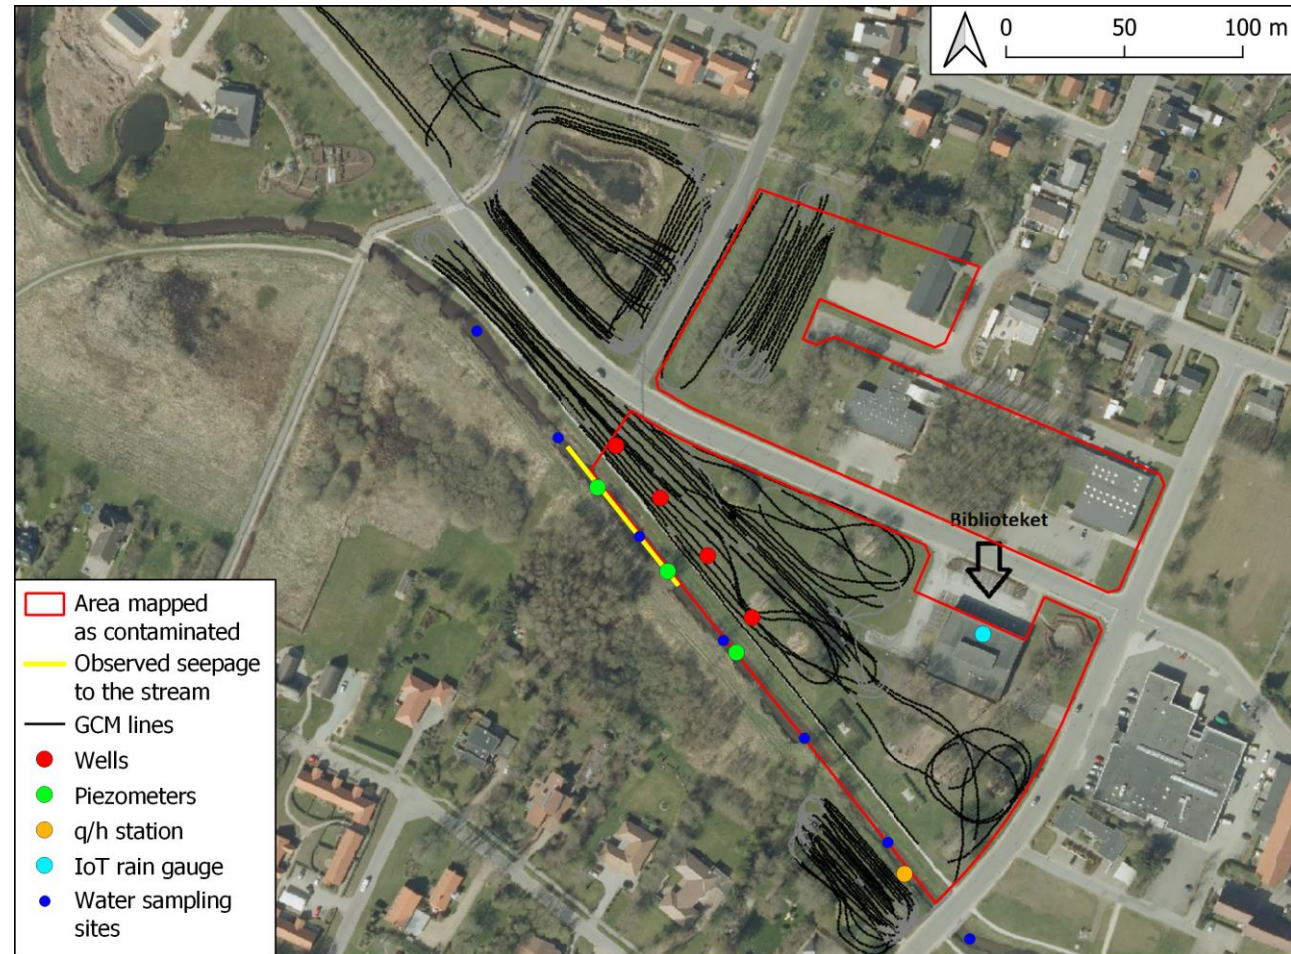 0 50 100 m
Biblioteket
Area mapped
as contaminated
Observed seepage
to the stream
GCM lines
Wells
Piezometers
q/h station
IoT rain gauge
Water sampling
sites